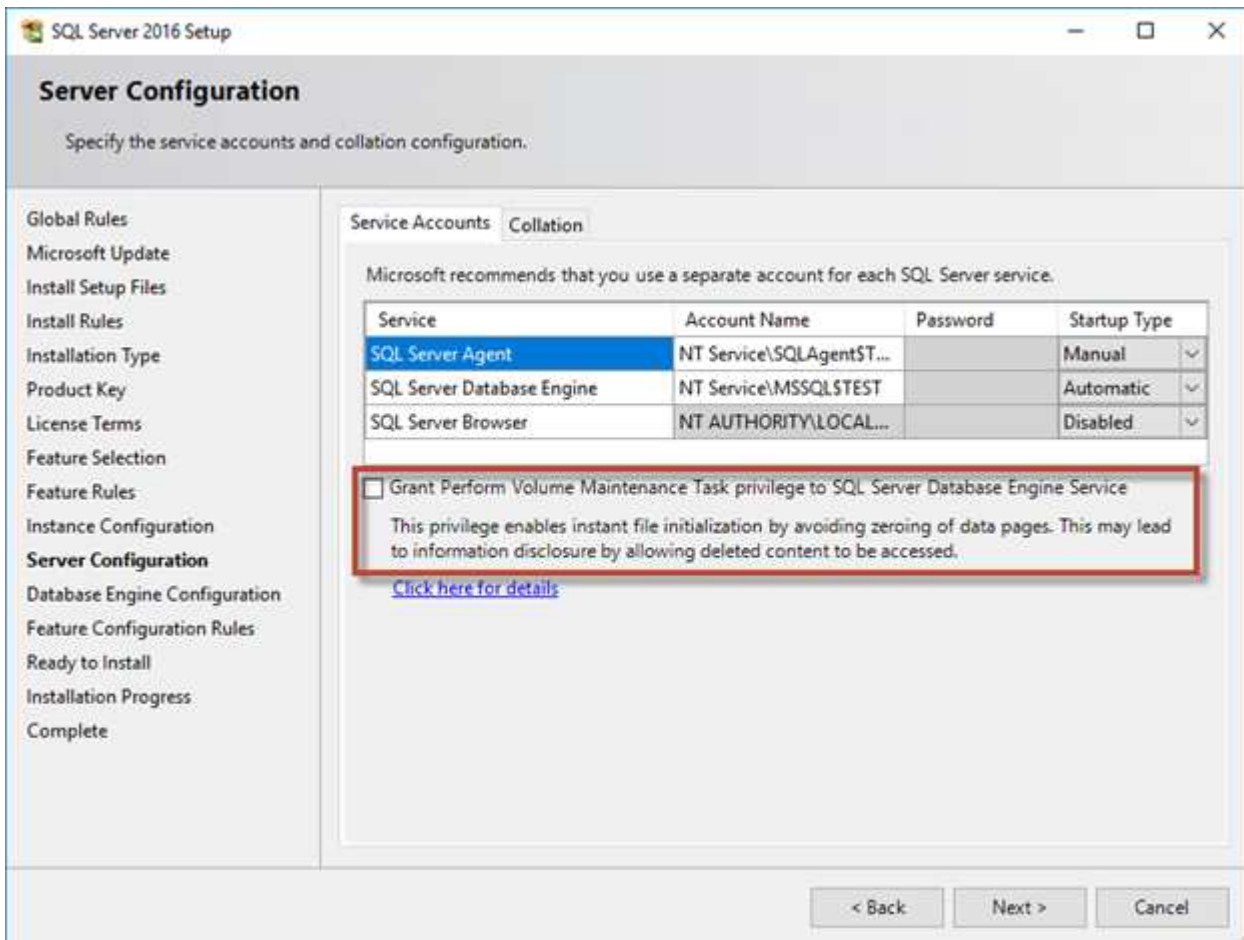 SQL Server 2016 Setup
Server Configuration
Specify the service accounts and collation configuration.
Global Rules
Microsoft Update
Install Setup Files
Install Rules
Installation Type
Product Key
License Terms
Feature Selection
Feature Rules
Instance Configuration
Server Configuration
Database Engine Configuration
Feature Configuration Rules
Ready to Install
Installation Progress
Complete
Service Accounts Collation
Microsoft recommends that you use a separate account for each SQL Server service.
Service Account Name Password Startup Type
SQL Server Agent NT Service\SQLAgent$T... Manual
SQL Server Database Engine NT Service\MSSQL$TEST Automatic
SQL Server Browser NT AUTHORITY\LOCAL... Disabled
Grant Perform Volume Maintenance Task privilege to SQL Server Database Engine Service
This privilege enables instant file initialization by avoiding zeroing of data pages. This may lead
to information disclosure by allowing deleted content to be accessed.
Click here for details
< Back Next > Cancel